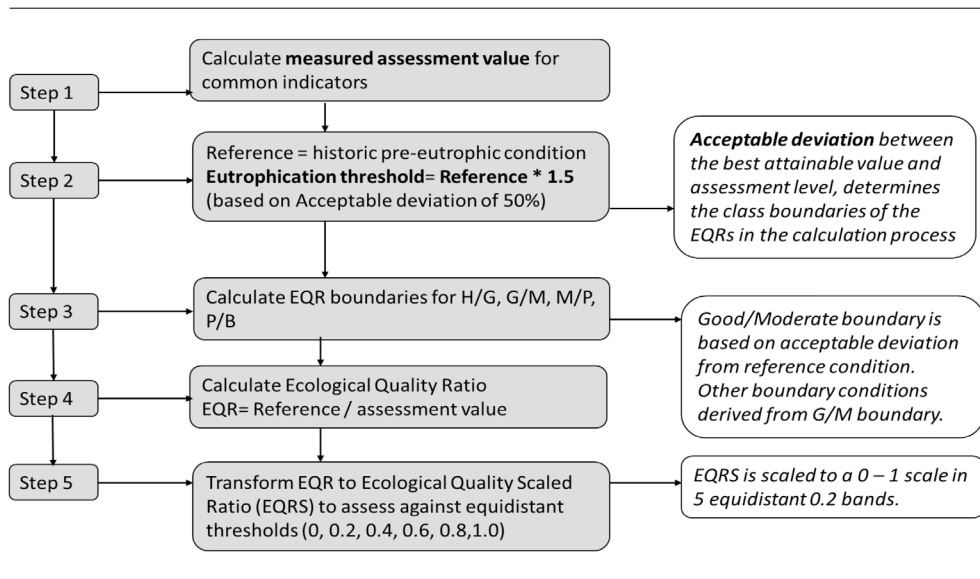 Step 1
Calculate measured assessment value for
common indicators
Step 2
Reference = historic pre-eutrophic condition
Eutrophication threshold= Reference * 1.5
(based on Acceptable deviation of 50%)
Acceptable deviation between
the best attainable value and
assessment level, determines
the class boundaries of the
EQRs in the calculation process
Step 3
Calculate EQR boundaries for H/G, G/M, M/P,
P/B
Good/Moderate boundary is
based on acceptable deviation
from reference condition.
Other boundary conditions
derived from G/M boundary.
Step 4
Calculate Ecological Quality Ratio
EQR= Reference / assessment value
Step 5
Transform EQR to Ecological Quality Scaled
Ratio (EQRS) to assess against equidistant
thresholds (0, 0.2, 0.4, 0.6, 0.8,1.0)
EQRS is scaled to a 0 – 1 scale in
5 equidistant 0.2 bands.